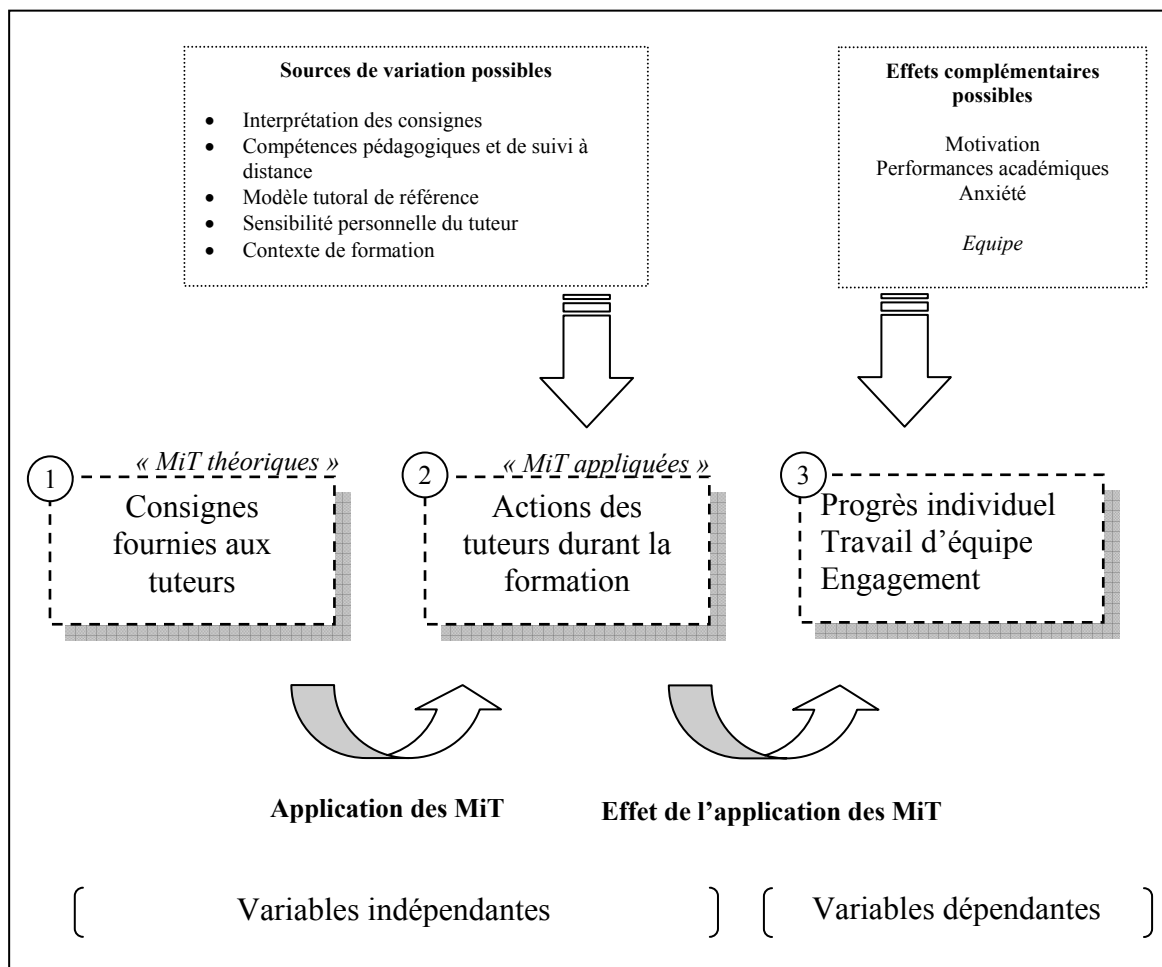 Sources de variation possibles
• Interprétation des consignes
• Compétences pédagogiques et de suivi à
distance
• Modèle tutoral de référence
• Sensibilité personnelle du tuteur
• Contexte de formation
Effets complémentaires
possibles
Motivation
Performances académiques
Anxiété
Equipe
1
« MiT théoriques »
Consignes
fournies aux
tuteurs
2
« MiT appliquées »
Actions des
tuteurs durant la
formation
3
Progrès individuel
Travail d’équipe
Engagement
Application des MiT
Effet de l’application des MiT
Variables indépendantes
Variables dépendantes